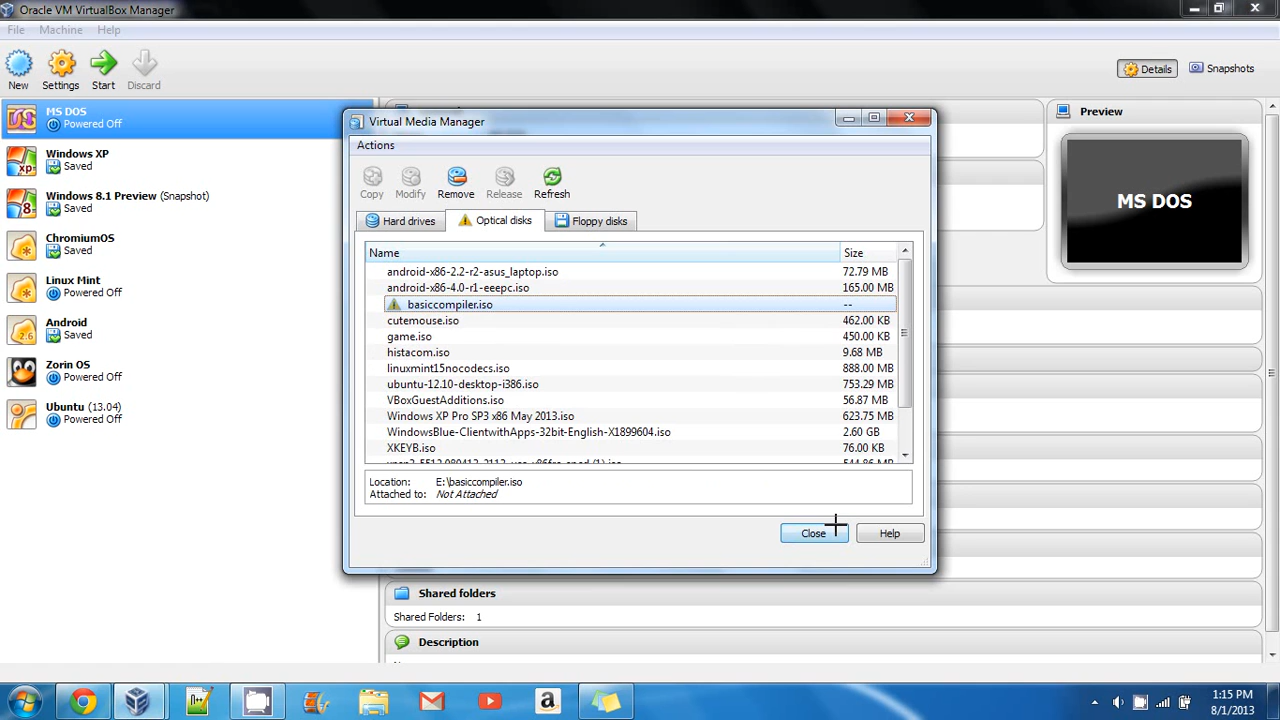 Oracle VM VirtualBox Manager
File Machine Help
New Settings Start Discard
Details Snapshots
MS DOS
Powered Off
Windows XP
Saved
Windows 8.1 Preview (Snapshot)
Saved
ChromiumOS
Saved
Linux Mint
Powered Off
Android
Saved
Zorin OS
Powered Off
Ubuntu (13.04)
Powered Off
Preview
MS DOS
Virtual Media Manager
Actions
Copy Modify Remove Release Refresh
Hard drives Optical disks Floppy disks
Name Size
android-x86-2.2-r2-asus_laptop.iso 72.79 MB
android-x86-4.0-r1-eeepc.iso 165.00 MB
basiccompiler.iso --
cutemouse.iso 462.00 KB
game.iso 450.00 KB
histacom.iso 9.68 MB
linuxmint15nocodecs.iso 888.00 MB
ubuntu-12.10-desktop-i386.iso 753.29 MB
VBoxGuestAdditions.iso 56.87 MB
Windows XP Pro SP3 x86 May 2013.iso 623.75 MB
WindowsBlue-ClientwithApps-32bit-English-X1899604.iso 2.60 GB
XKEYB.iso 76.00 KB
Location: E:\basiccompiler.iso
Attached to: Not Attached
Close Help
Shared folders
Shared Folders: 1
Description
1:15 PM
8/1/2013